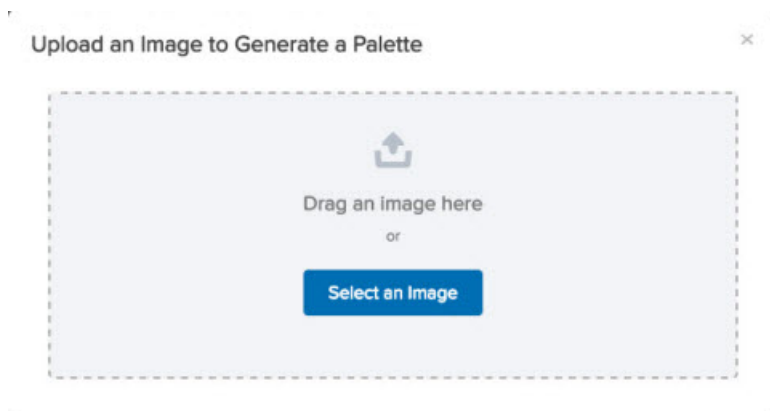 Upload an Image to Generate a Palette
Drag an image here
or
Select an Image